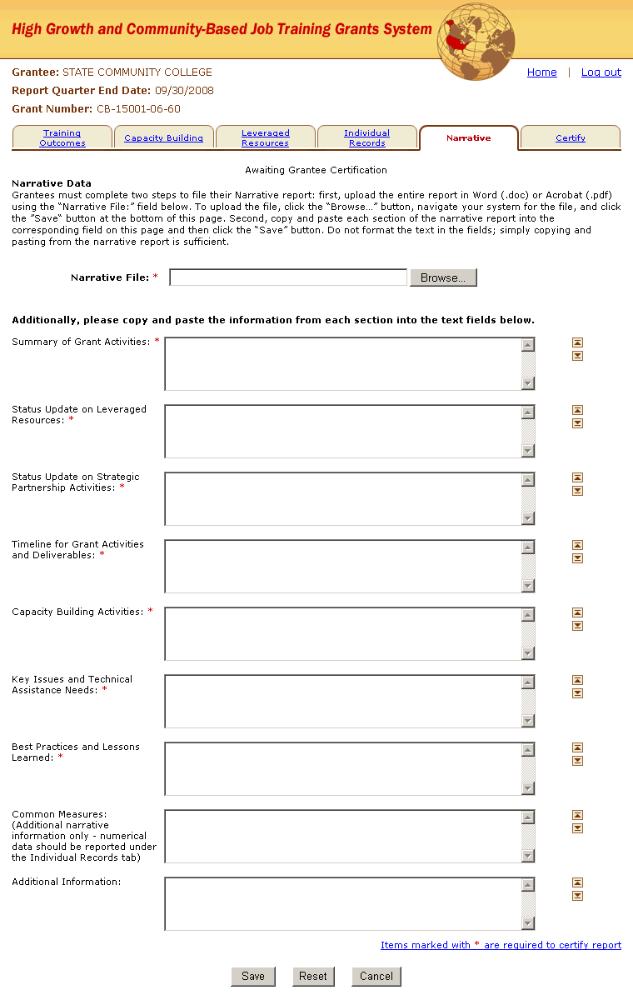 High Growth and Community-Based Job Training Grants System
Grantee: STATE COMMUNITY COLLEGE
Home | Log out
Report Quarter End Date: 09/30/2008
Grant Number: CB-15001-06-60
Training
Outcomes
Capacity Building
Leveraged
Resources
Individual
Records
Narrative
Certify
Awaiting Grantee Certification
Narrative Data
Grantees must complete two steps to file their Narrative report: first, upload the entire report in Word (.doc) or Acrobat (.pdf)
using the “Narrative File:” field below. To upload the file, click the “Browse...” button, navigate your system for the file, and click
the ”Save“ button at the bottom of this page. Second, copy and paste each section of the narrative report into the
corresponding field on this page and then click the “Save” button. Do not format the text in the fields; simply copying and
pasting from the narrative report is sufficient.
Narrative File: *
Browse...
Additionally, please copy and paste the information from each section into the text fields below.
Summary of Grant Activities: *
Status Update on Leveraged
Resources: *
Status Update on Strategic
Partnership Activities: *
Timeline for Grant Activities
and Deliverables: *
Capacity Building Activities: *
Key Issues and Technical
Assistance Needs: *
Best Practices and Lessons
Learned: *
Common Measures:
(Additional narrative
information only - numerical
data should be reported under
the Individual Records tab)
Additional Information:
Items marked with * are required to certify report
Save
Reset
Cancel